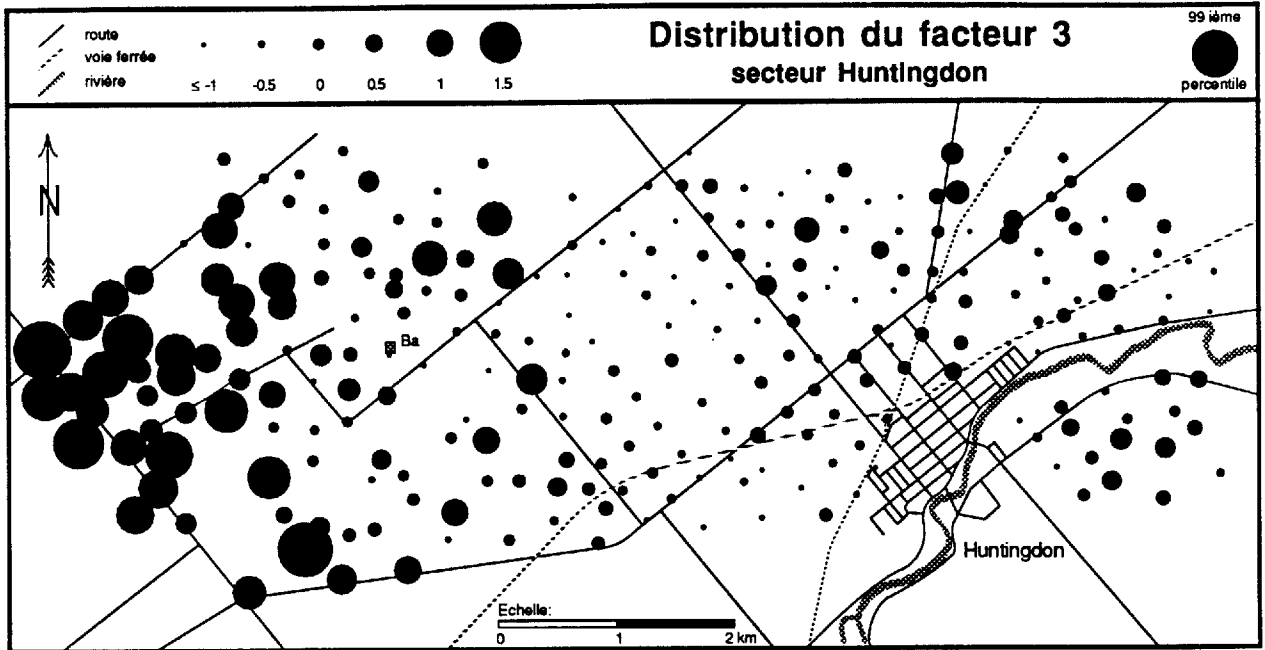 route
voie ferrée
rivière
≤ -1 -0.5 0 0.5 1 1.5
Distribution du facteur 3
secteur Huntingdon
99 ième
percentile
N
Ba
Huntingdon
Echelle:
0 1 2 km